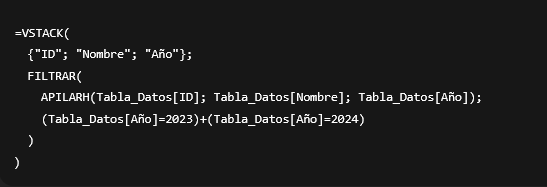 =VSTACK(
{"ID"; "Nombre"; "Año"};
FILTRAR(
APILARH(Tabla_Datos[ID]; Tabla_Datos[Nombre]; Tabla_Datos[Año]);
(Tabla_Datos[Año]=2023)+(Tabla_Datos[Año]=2024)
)
)